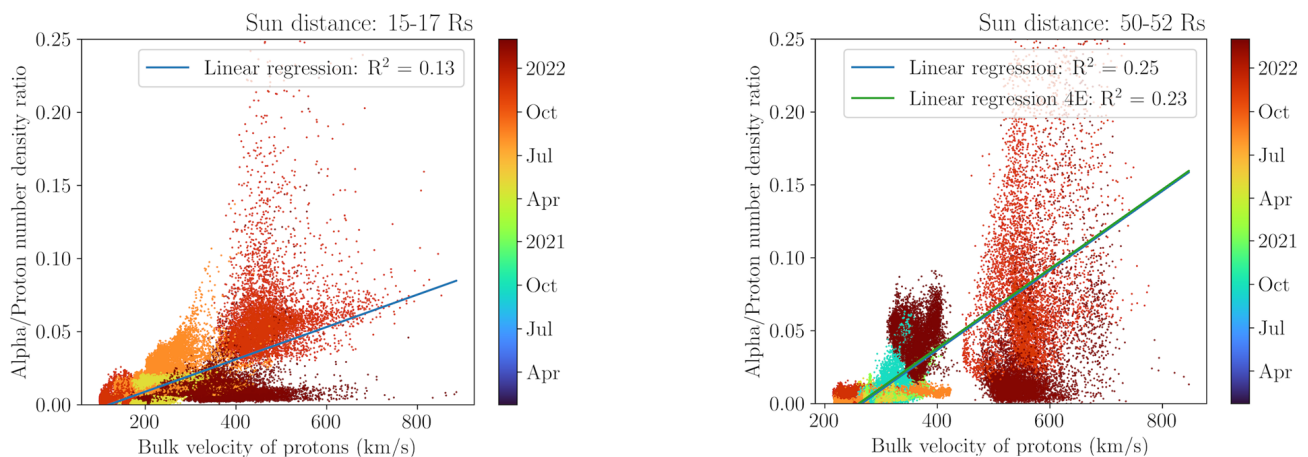 Sun distance: 15-17 Rs
Alpha/Proton number density ratio
0.25
0.20
0.15
0.10
0.05
0.00
Linear regression: R² = 0.13
200
400
600
800
Bulk velocity of protons (km/s)
2022
Oct
Jul
Apr
2021
Oct
Jul
Apr
Sun distance: 50-52 Rs
Alpha/Proton number density ratio
0.25
0.20
0.15
0.10
0.05
0.00
Linear regression: R² = 0.25
Linear regression 4E: R² = 0.23
200
300
400
500
600
700
800
Bulk velocity of protons (km/s)
2022
Oct
Jul
Apr
2021
Oct
Jul
Apr